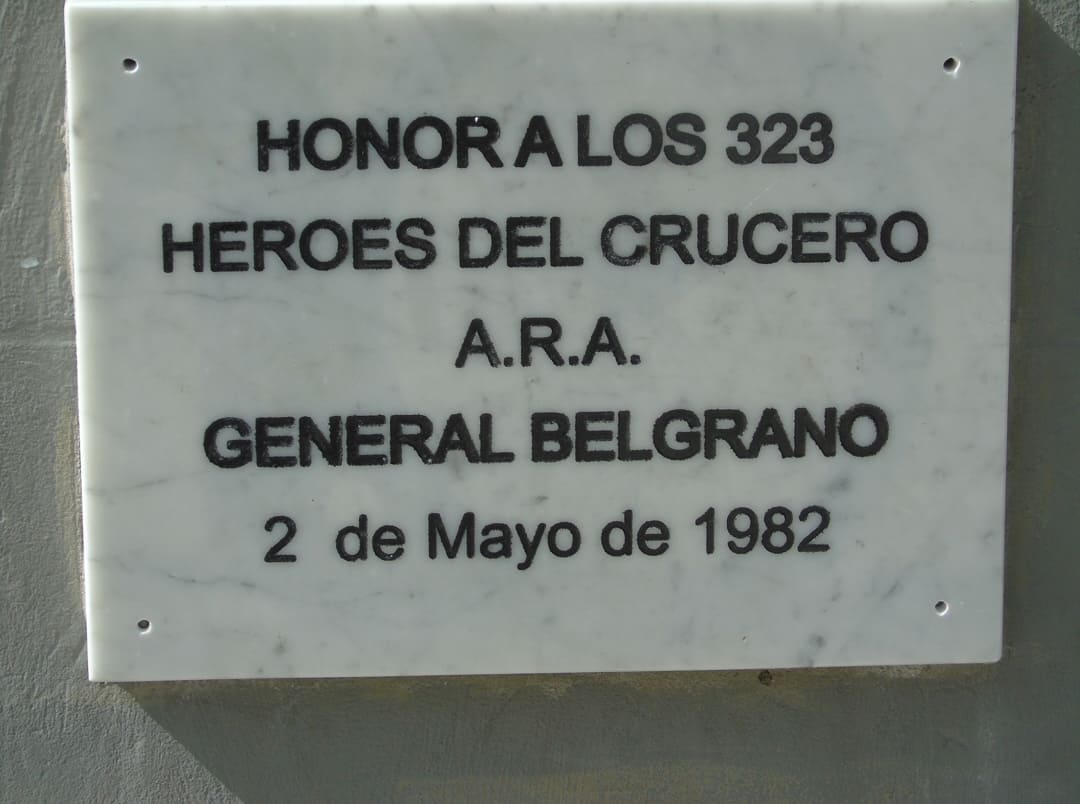 HONOR A LOS 323
HEROES DEL CRUCERO
A.R.A.
GENERAL BELGRANO
2 de Mayo de 1982